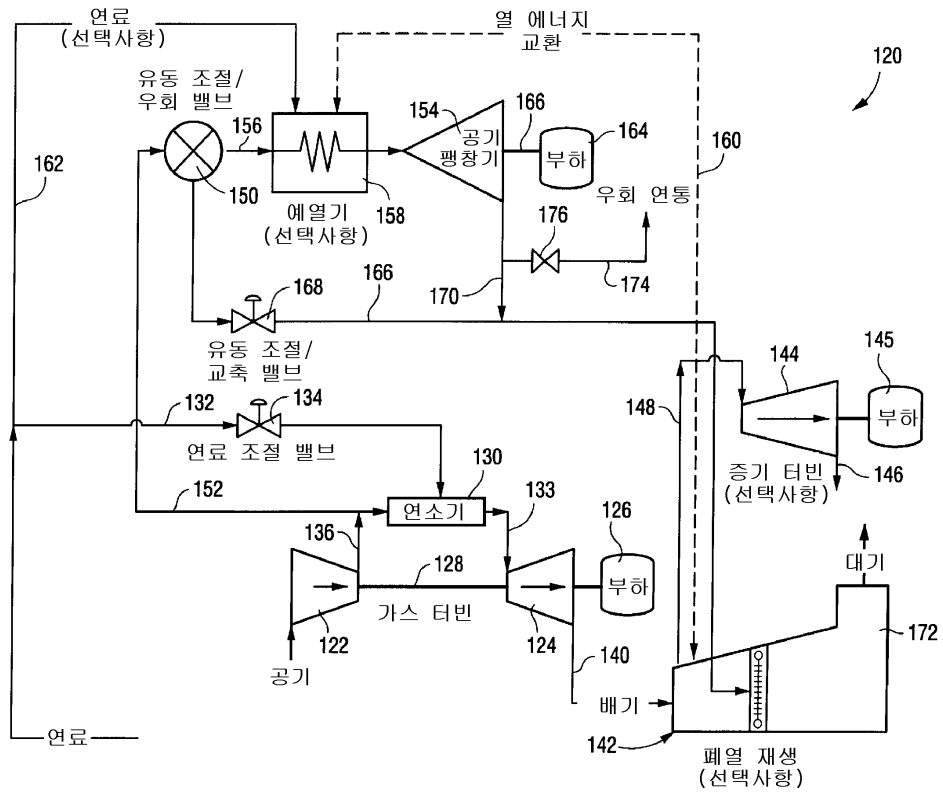 연료
(선택사항)
열 에너지
교환
120
유동 조절/
우회 밸브
154
166
164
156
공기
팽창기
부하
160
162
150
158
우회 연통
예열기
(선택사항)
176
174
168
166
170
유동 조절/
교축 밸브
144
145
132
134
148
부하
연료 조절 밸브
증기 터빈
(선택사항)
146
130
152
연소기
133
126
136
128
부하
대기
가스 터빈
122
124
172
140
공기
배기
연료
142
폐열 재생
(선택사항)